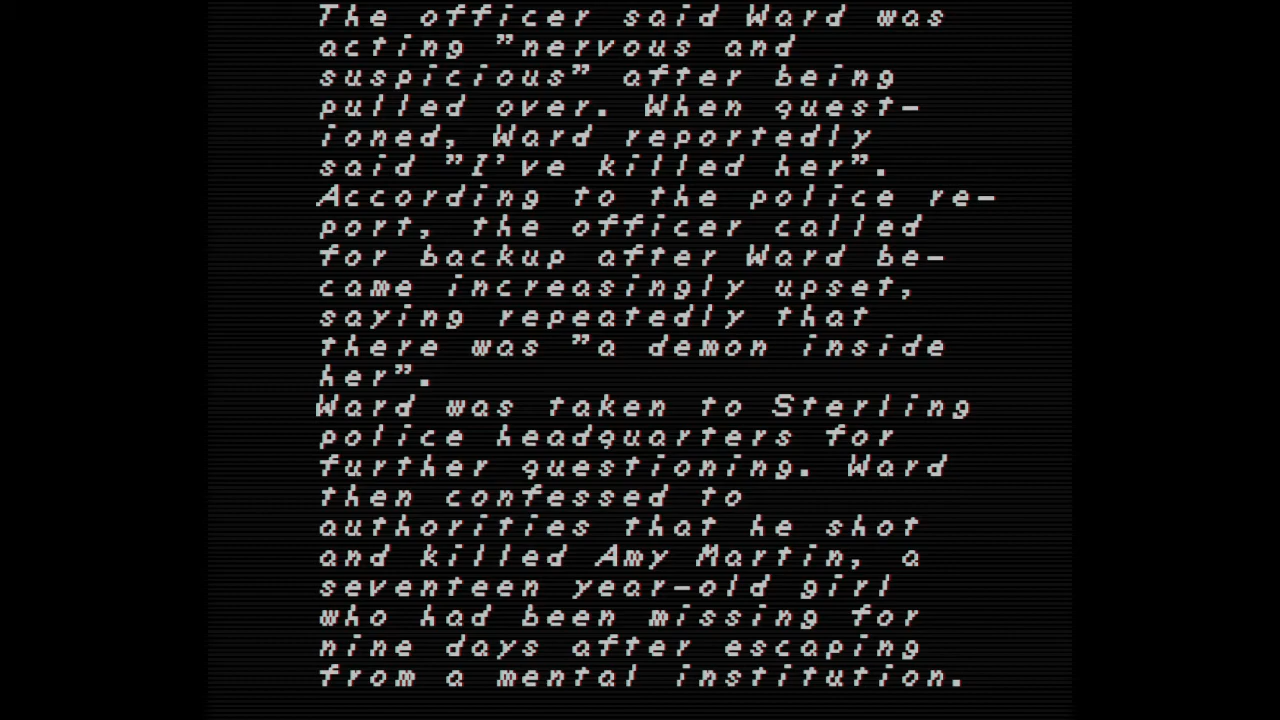 The officer said Ward was
acting "nervous and
suspicious" after being
pulled over. When quest-
ioned, Ward reportedly
said "I've killed her".
According to the police re-
port, the officer called
for backup after Ward be-
came increasingly upset,
saying repeatedly that
there was "a demon inside
her".
Ward was taken to Sterling
police headquarters for
further questioning. Ward
then confessed to
authorities that he shot
and killed Amy Martin, a
seventeen year-old girl
who had been missing for
nine days after escaping
from a mental institution.